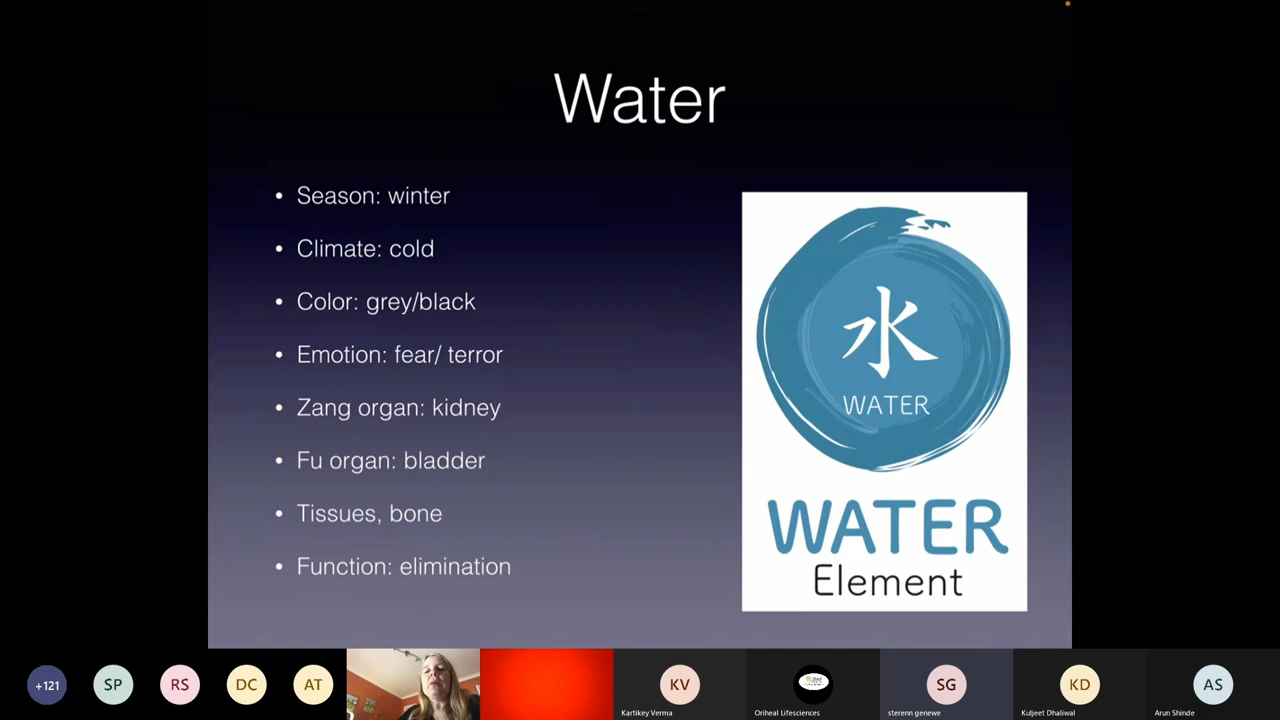 Water
• Season: winter
• Climate: cold
• Color: grey/black
• Emotion: fear/ terror
• Zang organ: kidney
• Fu organ: bladder
• Tissues, bone
• Function: elimination
水
WATER
WATER
Element
+121
SP
RS
DC
AT
KV
SG
KD
AS
Kartikey Verma
Oriheal Lifesciences
sterenn genewe
Kuljeet Dhaliwal
Arun Shinde